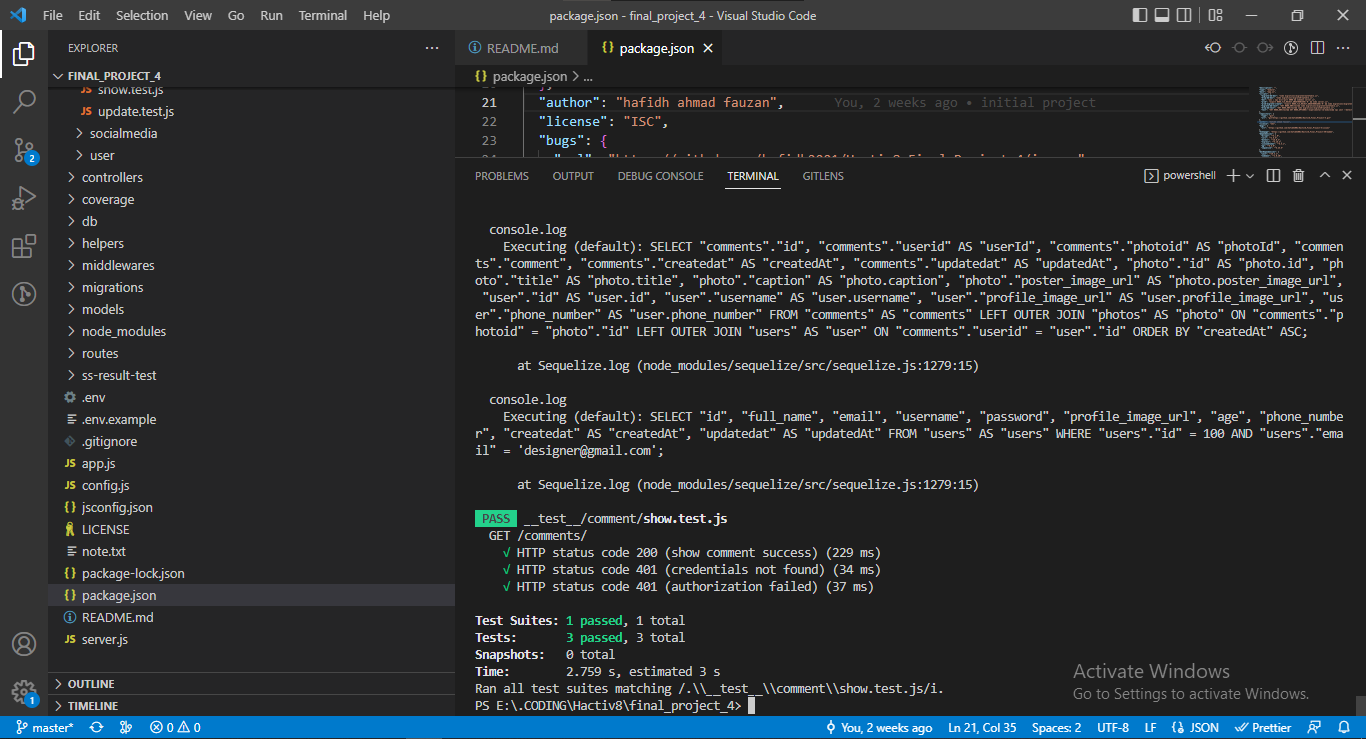 File Edit Selection View Go Run Terminal Help
package.json - final_project_4 - Visual Studio Code
EXPLORER
FINAL_PROJECT_4
show.test.js
update.test.js
socialmedia
user
controllers
coverage
db
helpers
middlewares
migrations
models
node_modules
routes
ss-result-test
.env
.env.example
.gitignore
app.js
config.js
jsconfig.json
LICENSE
note.txt
package-lock.json
package.json
README.md
server.js
OUTLINE
TIMELINE
README.md
package.json
package.json > ...
21 "author": "hafidh ahmad fauzan", You, 2 weeks ago • initial project
22 "license": "ISC",
23 "bugs": {
PROBLEMS OUTPUT DEBUG CONSOLE TERMINAL GITLENS
powershell
console.log
Executing (default): SELECT "comments"."id", "comments"."userid" AS "userId", "comments"."photoid" AS "photoId", "commen
ts"."comment", "comments"."createdat" AS "createdAt", "comments"."updatedat" AS "updatedAt", "photo"."id" AS "photo.id", "ph
oto"."title" AS "photo.title", "photo"."caption" AS "photo.caption", "photo"."poster_image_url" AS "photo.poster_image_url",
"user"."id" AS "user.id", "user"."username" AS "user.username", "user"."profile_image_url" AS "user.profile_image_url", "us
er"."phone_number" AS "user.phone_number" FROM "comments" AS "comments" LEFT OUTER JOIN "photos" AS "photo" ON "comments"."p
hotoid" = "photo"."id" LEFT OUTER JOIN "users" AS "user" ON "comments"."userid" = "user"."id" ORDER BY "createdAt" ASC;
at Sequelize.log (node_modules/sequelize/src/sequelize.js:1279:15)
console.log
Executing (default): SELECT "id", "full_name", "email", "username", "password", "profile_image_url", "age", "phone_numbe
r", "createdat" AS "createdAt", "updatedat" AS "updatedAt" FROM "users" AS "users" WHERE "users"."id" = 100 AND "users"."ema
il" = 'designer@gmail.com';
at Sequelize.log (node_modules/sequelize/src/sequelize.js:1279:15)
PASS __test__/comment/show.test.js
GET /comments/
√ HTTP status code 200 (show comment success) (229 ms)
√ HTTP status code 401 (credentials not found) (34 ms)
√ HTTP status code 401 (authorization failed) (37 ms)
Test Suites: 1 passed, 1 total
Tests: 3 passed, 3 total
Snapshots: 0 total
Time: 2.759 s, estimated 3 s
Ran all test suites matching /.\\__test__\\comment\\show.test.js/i.
PS E:\.CODING\Hactiv8\final_project_4>
Activate Windows
Go to Settings to activate Windows.
master* 0 0 You, 2 weeks ago Ln 21, Col 35 Spaces: 2 UTF-8 LF JSON Prettier